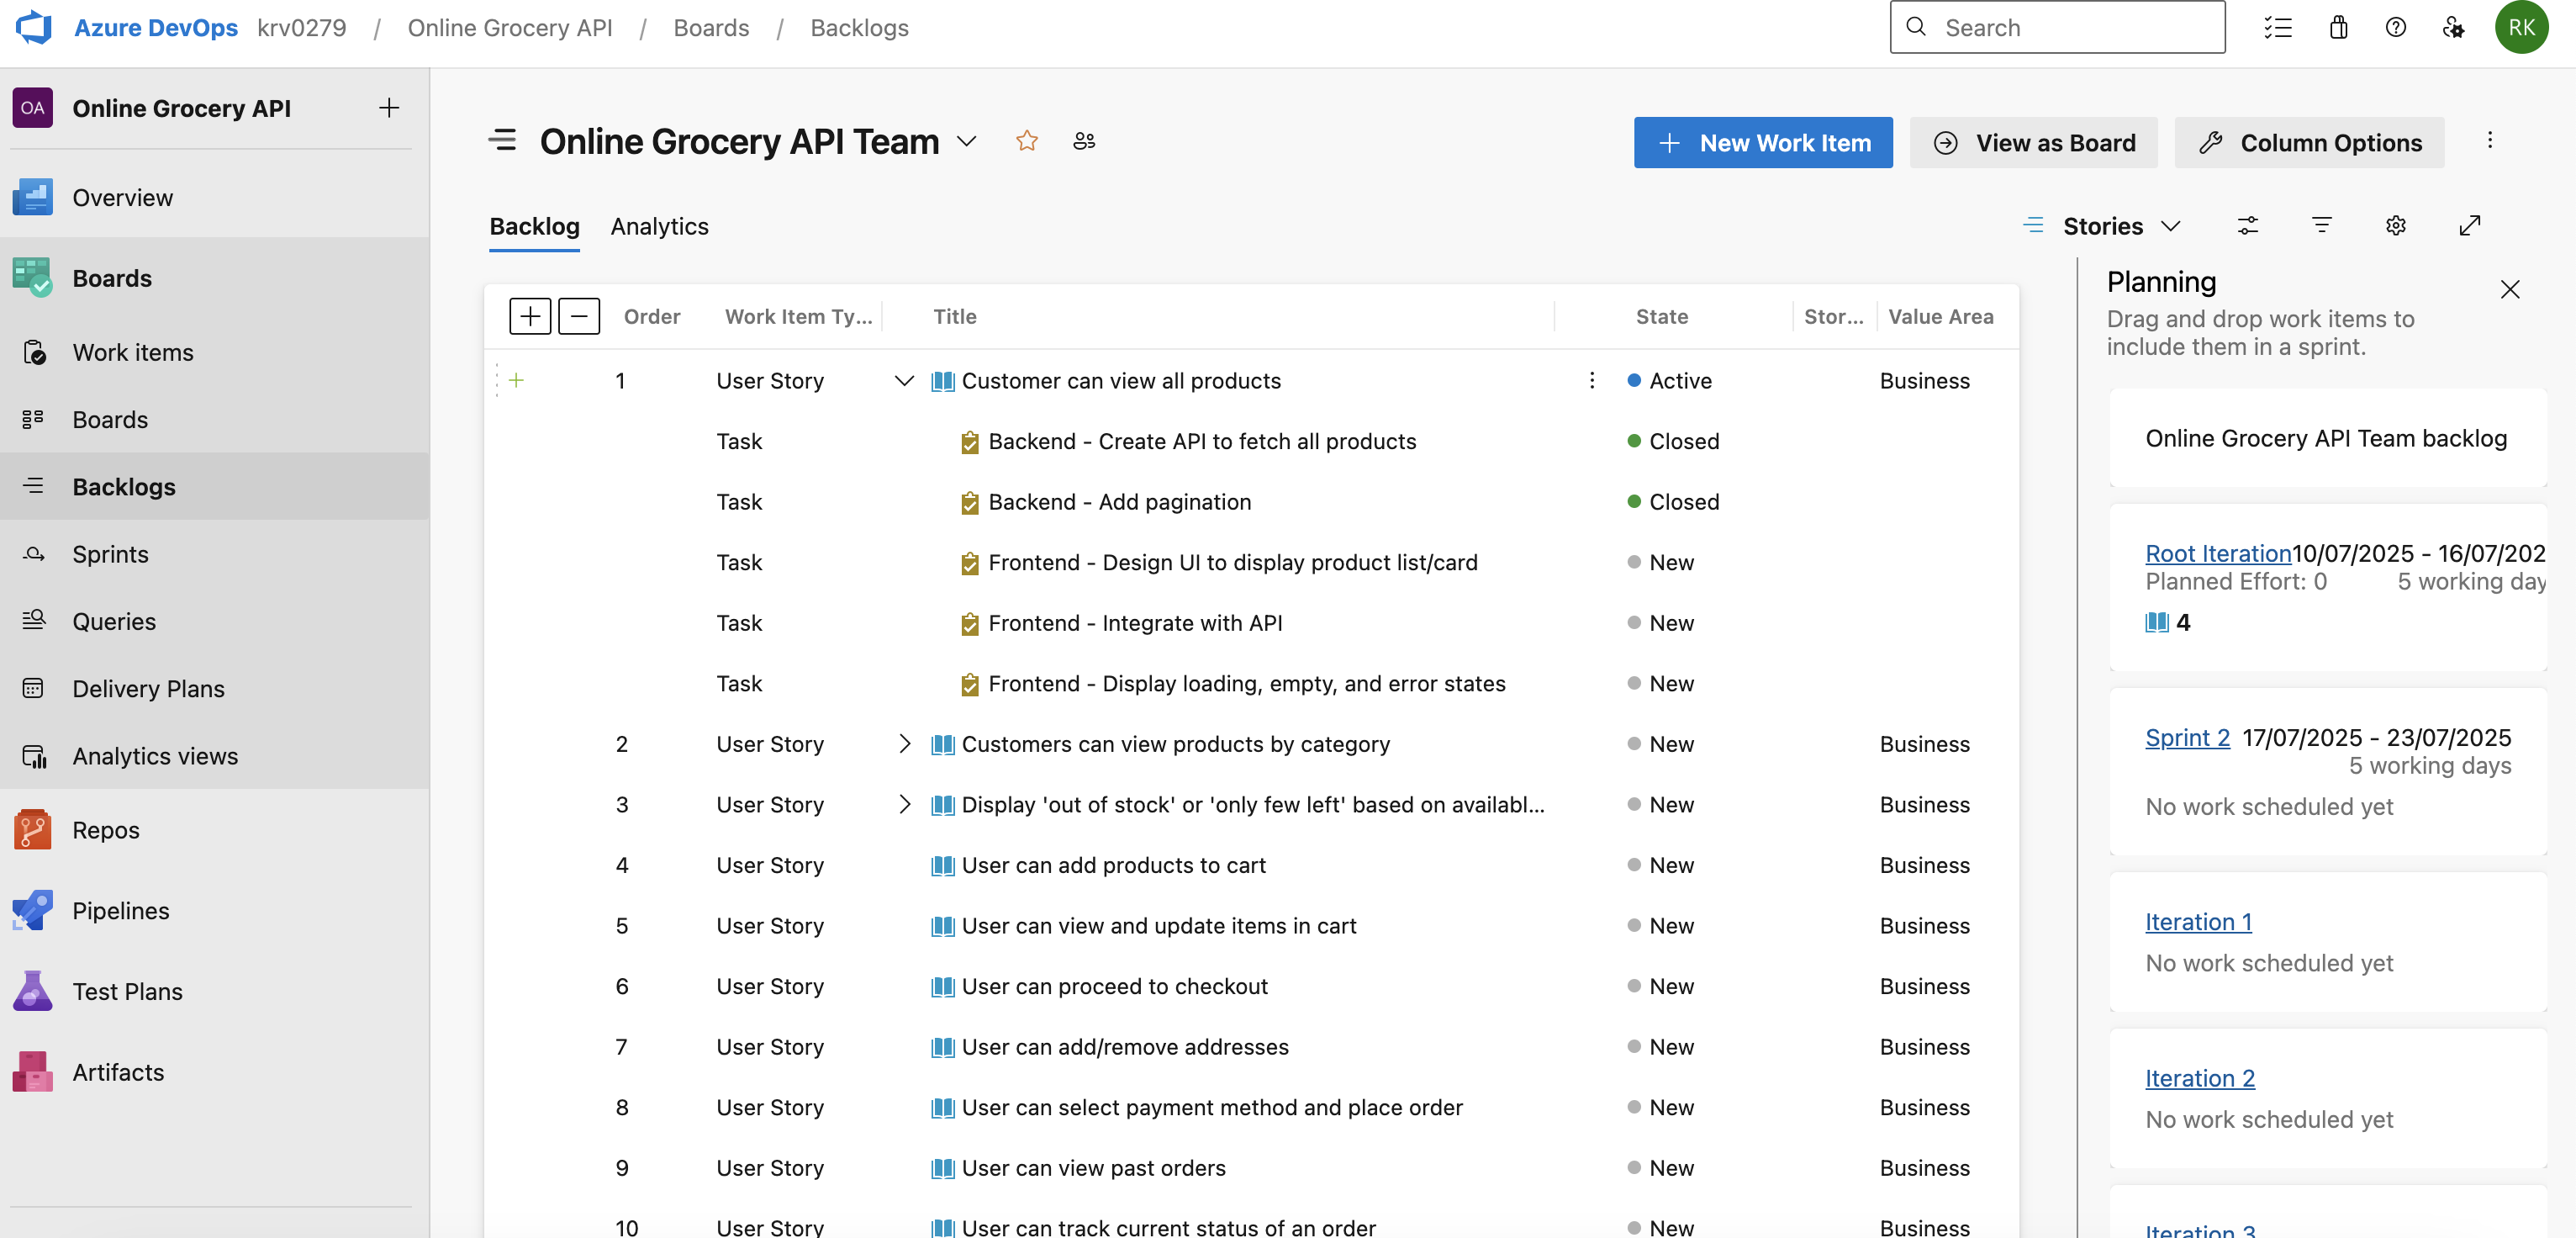 Azure DevOps krv0279 / Online Grocery API / Boards / Backlogs
Search
RK
OA Online Grocery API
Overview
Boards
Work items
Boards
Backlogs
Sprints
Queries
Delivery Plans
Analytics views
Repos
Pipelines
Test Plans
Artifacts
Online Grocery API Team
New Work Item
View as Board
Column Options
Backlog Analytics
Stories
Order Work Item Ty... Title State Stor... Value Area
1 User Story Customer can view all products Active Business
Task Backend - Create API to fetch all products Closed
Task Backend - Add pagination Closed
Task Frontend - Design UI to display product list/card New
Task Frontend - Integrate with API New
Task Frontend - Display loading, empty, and error states New
2 User Story Customers can view products by category New Business
3 User Story Display 'out of stock' or 'only few left' based on availabl... New Business
4 User Story User can add products to cart New Business
5 User Story User can view and update items in cart New Business
6 User Story User can proceed to checkout New Business
7 User Story User can add/remove addresses New Business
8 User Story User can select payment method and place order New Business
9 User Story User can view past orders New Business
10 User Story User can track current status of an order New Business
Planning
Drag and drop work items to
include them in a sprint.
Online Grocery API Team backlog
Root Iteration 10/07/2025 - 16/07/202
Planned Effort: 0 5 working day
4
Sprint 2 17/07/2025 - 23/07/2025
5 working days
No work scheduled yet
Iteration 1
No work scheduled yet
Iteration 2
No work scheduled yet
Iteration 3